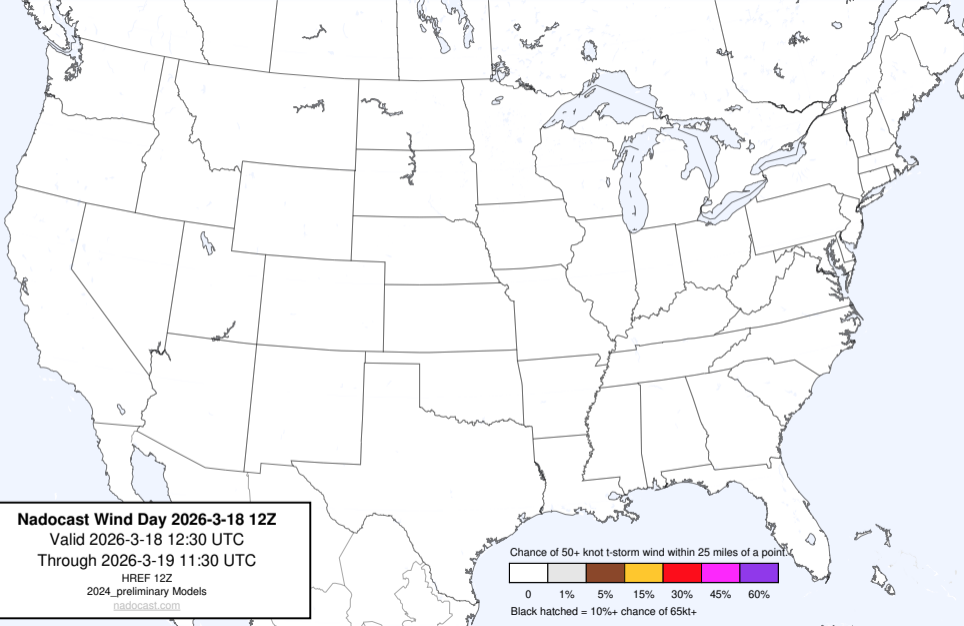 Nadocast Wind Day 2026-3-18 12Z
Valid 2026-3-18 12:30 UTC
Through 2026-3-19 11:30 UTC
HREF 12Z
2024_preliminary Models
nadocast.com
Chance of 50+ knot t-storm wind within 25 miles of a point.
0 1% 5% 15% 30% 45% 60%
Black hatched = 10%+ chance of 65kt+